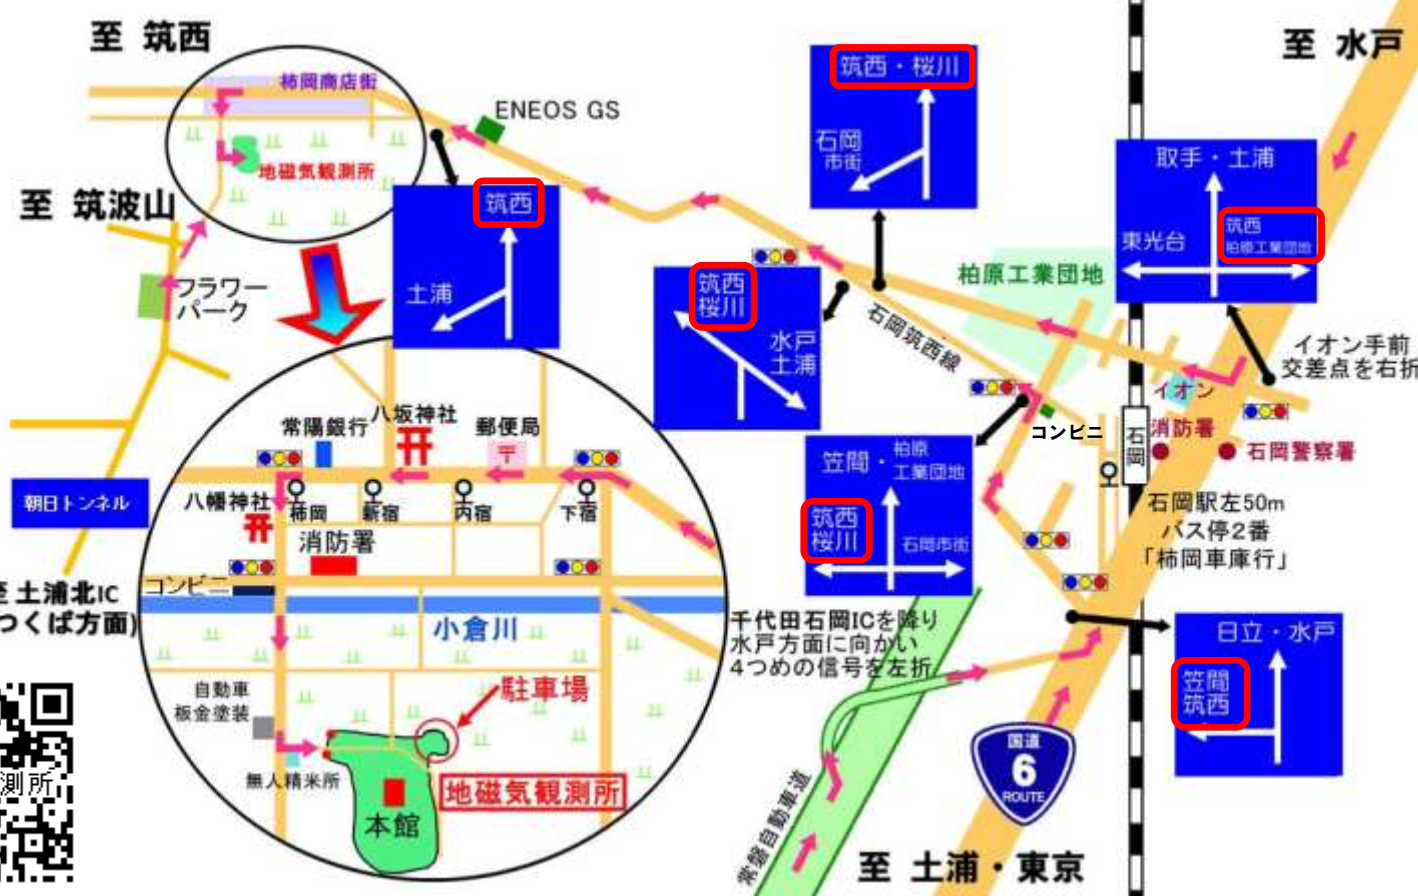 至 筑西
至 水戸
柿岡商店街
ENEOS GS
地磁気観測所
至 筑波山
フラワー
パーク
筑西
土浦
筑西・桜川
石岡
市街
取手・土浦
東光台
筑西
柏原工業団地
柏原工業団地
筑西
桜川
水戸
土浦
石岡筑西線
イオン手前
交差点を右折
イオン
コンビニ
石岡
消防署
石岡警察署
石岡駅左50m
バス停2番
「柿岡車庫行」
笠間・柏原
工業団地
筑西
桜川
石岡市街
常陽銀行
八坂神社
郵便局
〒
八幡神社
柿岡
新宿
内宿
下宿
消防署
コンビニ
小倉川
朝日トンネル
至 土浦北IC
つくば方面)
千代田石岡ICを降り
水戸方面に向かい
4つめの信号を左折
日立・水戸
笠間
筑西
自動車
板金塗装
駐車場
無人精米所
地磁気観測所
本館
測所
国道
6
ROUTE
常磐自動車道
至 土浦・東京